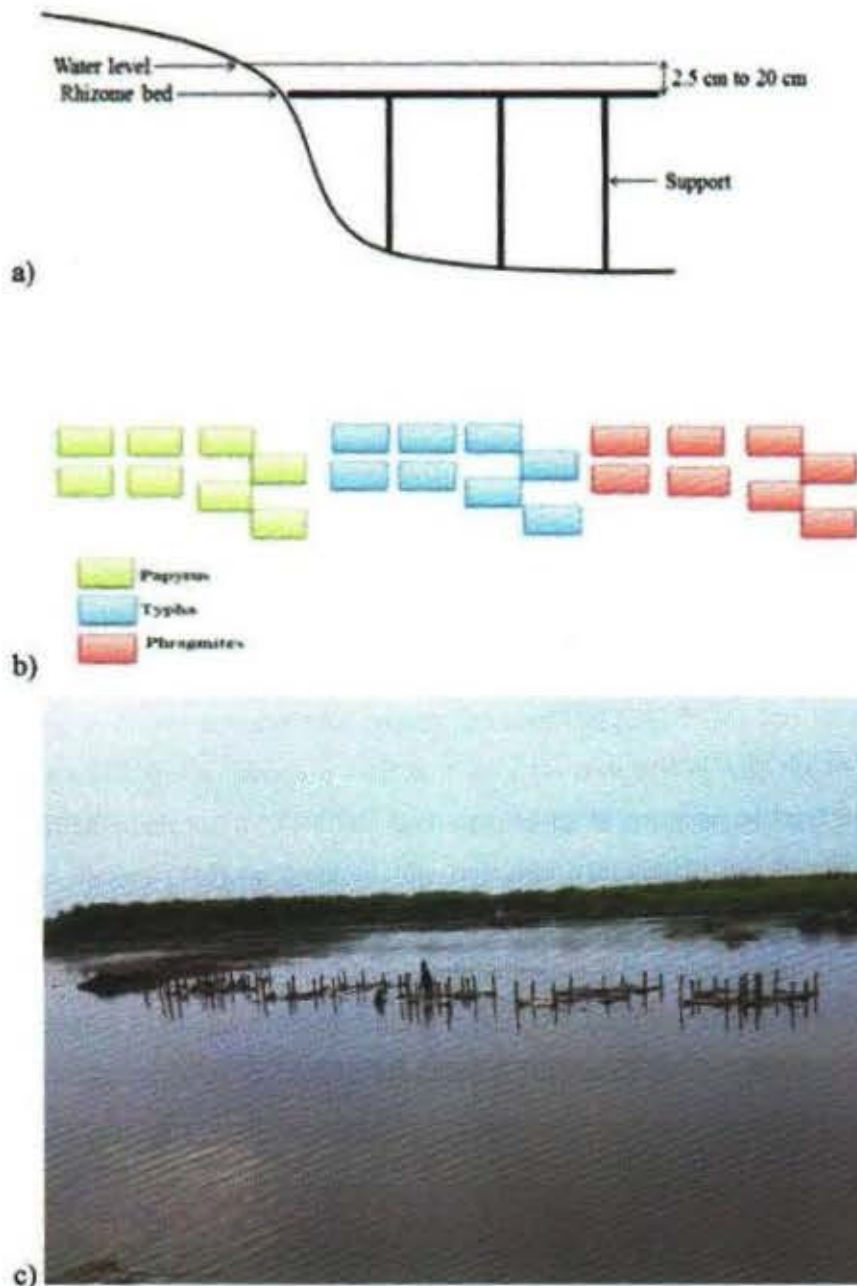 Water level
2.5 cm to 20 cm
Rhizome bed
Support
a)
Papyrus
Typha
Phragmites
b)
c)